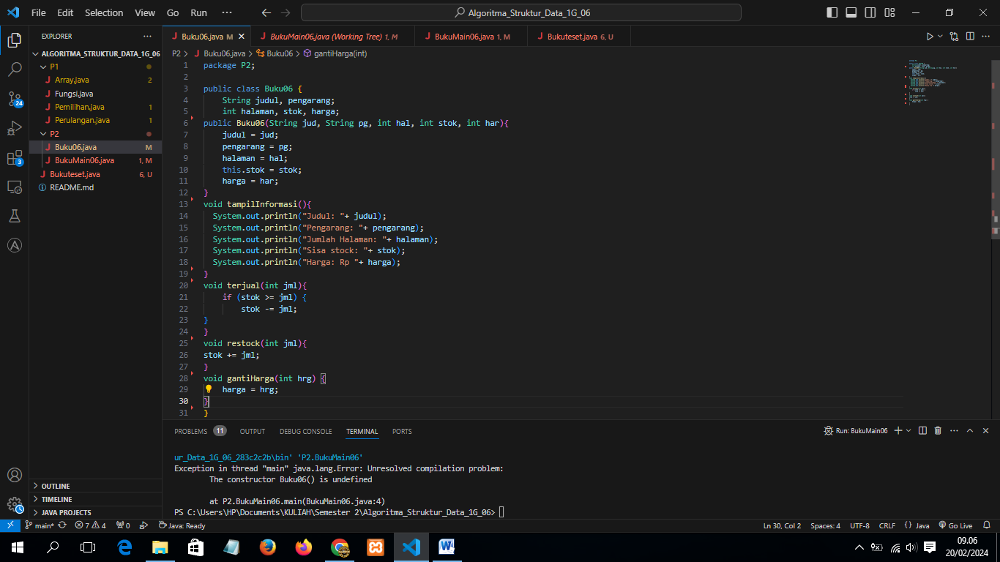 File Edit Selection View Go Run ··· Algoritma_Struktur_Data_1G_06
EXPLORER ···
ALGORITMA_STRUKTUR_DATA_1G_06
P1
Array.java 2
Fungsi.java
Pemilihan.java 1
Perulangan.java 1
P2
Buku06.java M
BukuMain06.java 1, M
Bukuteset.java 6, U
README.md
OUTLINE
TIMELINE
JAVA PROJECTS
24
3
Buku06.java M BukuMain06.java (Working Tree) 1, M BukuMain06.java 1, M Bukuteset.java 6, U
P2 > Buku06.java > Buku06 > gantiHarga(int)
1 package P2;
2
3 public class Buku06 {
4 String judul, pengarang;
5 int halaman, stok, harga;
6 public Buku06(String jud, String pg, int hal, int stok, int har){
7 judul = jud;
8 pengarang = pg;
9 halaman = hal;
10 this.stok = stok;
11 harga = har;
12 }
13 void tampilInformasi(){
14 System.out.println("Judul: "+ judul);
15 System.out.println("Pengarang: "+ pengarang);
16 System.out.println("Jumlah Halaman: "+ halaman);
17 System.out.println("Sisa stock: "+ stok);
18 System.out.println("Harga: Rp "+ harga);
19 }
20 void terjual(int jml){
21 if (stok >= jml) {
22 stok -= jml;
23 }
24 }
25 void restock(int jml){
26 stok += jml;
27 }
28 void gantiHarga(int hrg) {
29 harga = hrg;
30 }
31 }
PROBLEMS 11 OUTPUT DEBUG CONSOLE TERMINAL PORTS Run: BukuMain06
ur_Data_1G_06_283c2c2b\bin' 'P2.BukuMain06'
Exception in thread "main" java.lang.Error: Unresolved compilation problem:
The constructor Buku06() is undefined
at P2.BukuMain06.main(BukuMain06.java:4)
PS C:\Users\HP\Documents\KULIAH\Semester 2\Algoritma_Struktur_Data_1G_06>
main* 7 4 0 Java: Ready Ln 30, Col 2 Spaces: 4 UTF-8 CRLF {} Java Go Live
09.06
20/02/2024